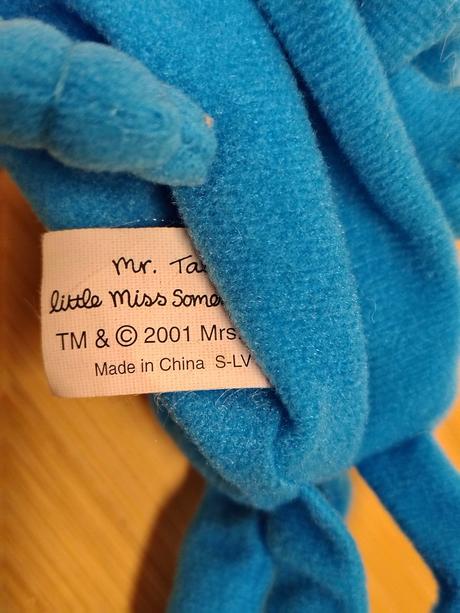 Mr.
little Miss
TM & © 2001 Mrs.
Made in China S-LV